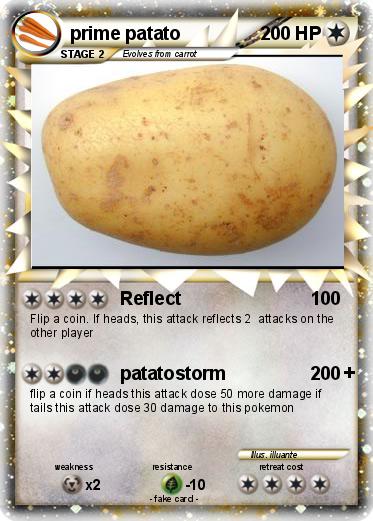 prime patato 200 HP
STAGE 2 Evolves from carrot
Reflect 100
Flip a coin. If heads, this attack reflects 2 attacks on the
other player
patatostorm 200+
flip a coin if heads this attack dose 50 more damage if
tails this attack dose 30 damage to this pokemon
Illus. illuante
weakness resistance retreat cost
x2 -10
- fake card -